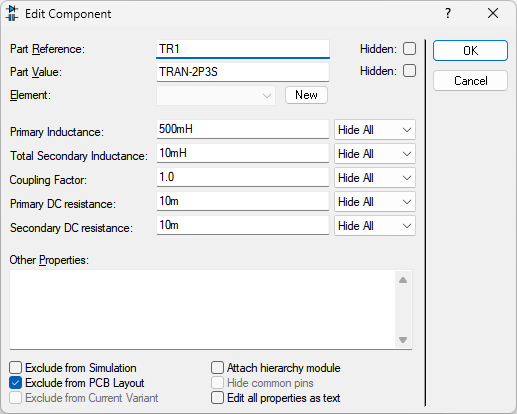 Edit Component
?
Part Reference: TR1 Hidden:
Part Value: TRAN-2P3S Hidden:
Element: New
OK
Cancel
Primary Inductance: 500mH Hide All
Total Secondary Inductance: 10mH Hide All
Coupling Factor: 1.0 Hide All
Primary DC resistance: 10m Hide All
Secondary DC resistance: 10m Hide All
Other Properties:
Exclude from Simulation Attach hierarchy module
Exclude from PCB Layout Hide common pins
Exclude from Current Variant Edit all properties as text